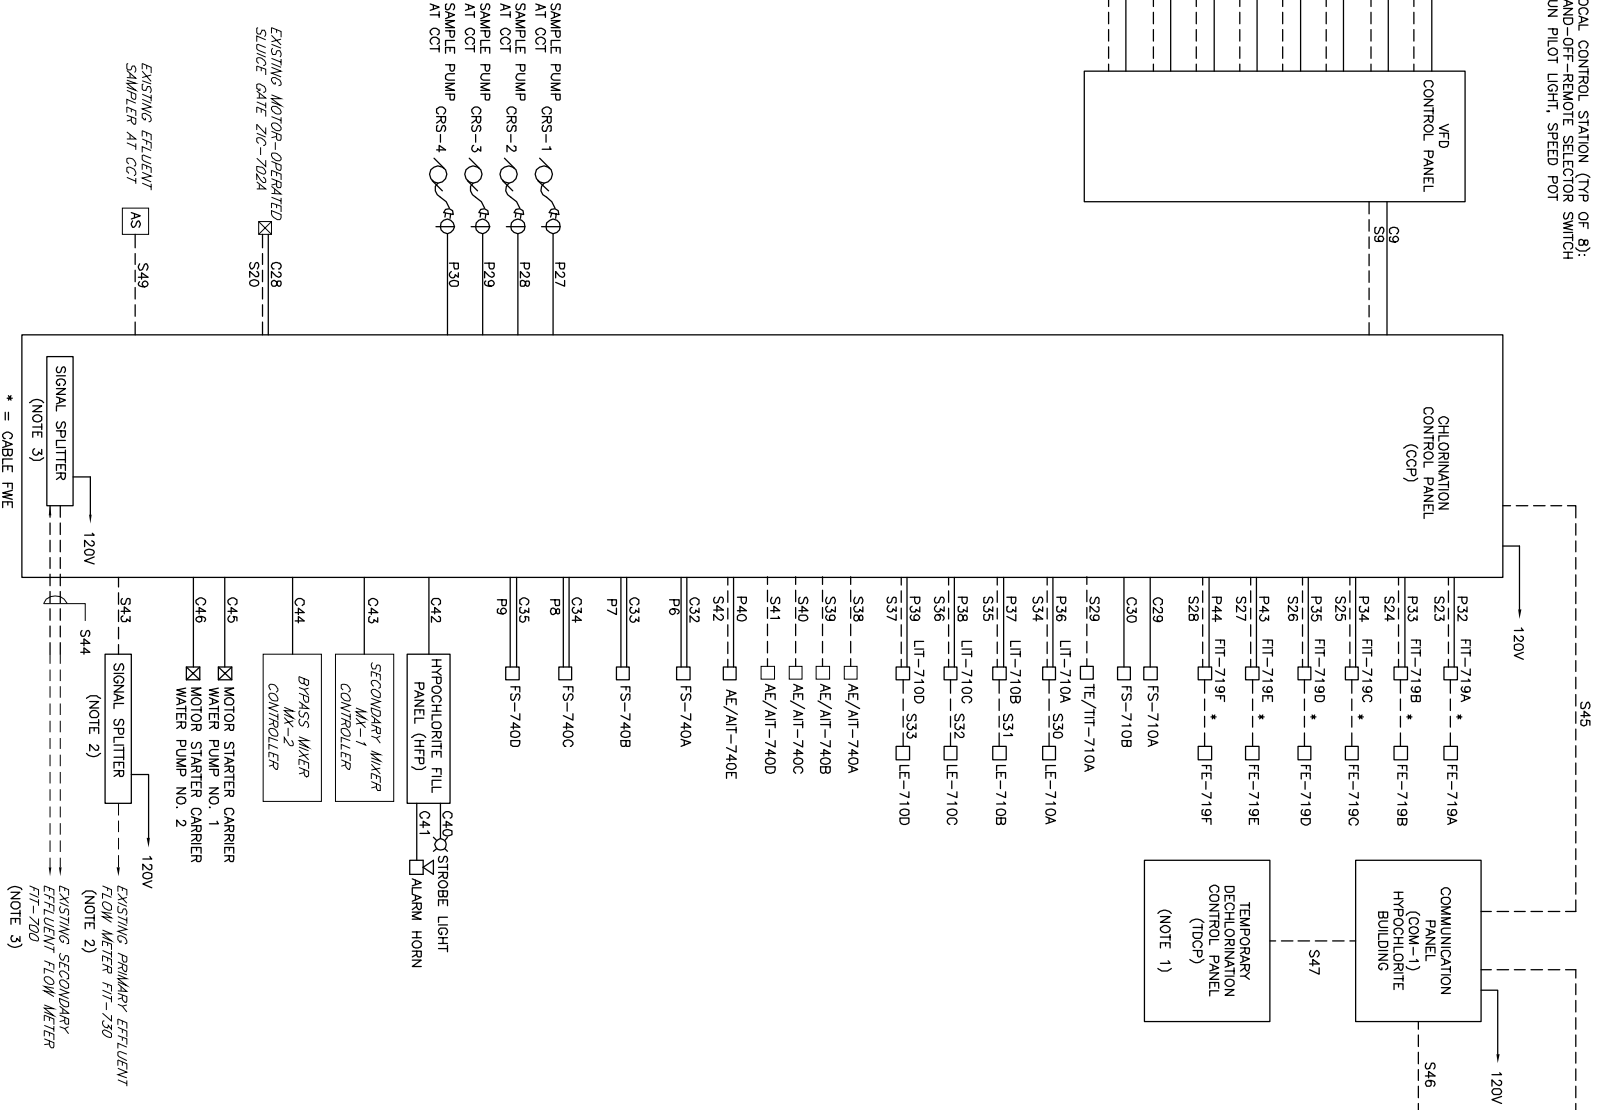 OCAL CONTROL STATION (TYP OF 8):
AND-OFF-REMOTE SELECTOR SWITCH
UN PILOT LIGHT, SPEED POT
VFD
CONTROL PANEL
C9
S9
SAMPLE PUMP CRS-1
AT CCT
P27
SAMPLE PUMP CRS-2
AT CCT
P28
SAMPLE PUMP CRS-3
AT CCT
P29
SAMPLE PUMP CRS-4
AT CCT
P30
EXISTING MOTOR-OPERATED
SLUICE GATE ZIC-702A
C28
S20
EXISTING EFLUENT
SAMPLER AT CCT
AS
S49
CHLORINATION
CONTROL PANEL
(CCP)
120V
S45
SIGNAL SPLITTER
(NOTE 3)
120V
* = CABLE FWE
P32 FIT-719A * FE-719A
S23
P33 FIT-719B * FE-719B
S24
P34 FIT-719C * FE-719C
S25
P35 FIT-719D * FE-719D
S26
P43 FIT-719E * FE-719E
S27
P44 FIT-719F * FE-719F
S28
C29 FS-710A
C30 FS-710B
S29 TE/TIT-710A
P36 LIT-710A S30 LE-710A
S34
P37 LIT-710B S31 LE-710B
S35
P38 LIT-710C S32 LE-710C
S36
P39 LIT-710D S33 LE-710D
S37
S38 AE/AIT-740A
S39 AE/AIT-740B
S40 AE/AIT-740C
S41 AE/AIT-740D
P40 AE/AIT-740E
S42
C32 FS-740A
P6
C33 FS-740B
P7
C34 FS-740C
P8
C35 FS-740D
P9
C42
HYPOCHLORITE FILL
PANEL (HFP)
C40 STROBE LIGHT
C41 ALARM HORN
C43
SECONDARY MIXER
MX-1
CONTROLLER
C44
BYPASS MIXER
MX-2
CONTROLLER
C45 MOTOR STARTER CARRIER
WATER PUMP NO. 1
C46 MOTOR STARTER CARRIER
WATER PUMP NO. 2
S43
SIGNAL SPLITTER
(NOTE 2)
120V
EXISTING PRIMARY EFFLUENT
FLOW METER FIT-730
(NOTE 2)
S44
EXISTING SECONDARY
EFFLUENT FLOW METER
FIT-700
(NOTE 3)
COMMUNICATION
PANEL
(COM-1)
HYPOCHLORITE
BUILDING
120V
S46
S47
TEMPORARY
DECHLORINATION
CONTROL PANEL
(TDCP)
(NOTE 1)